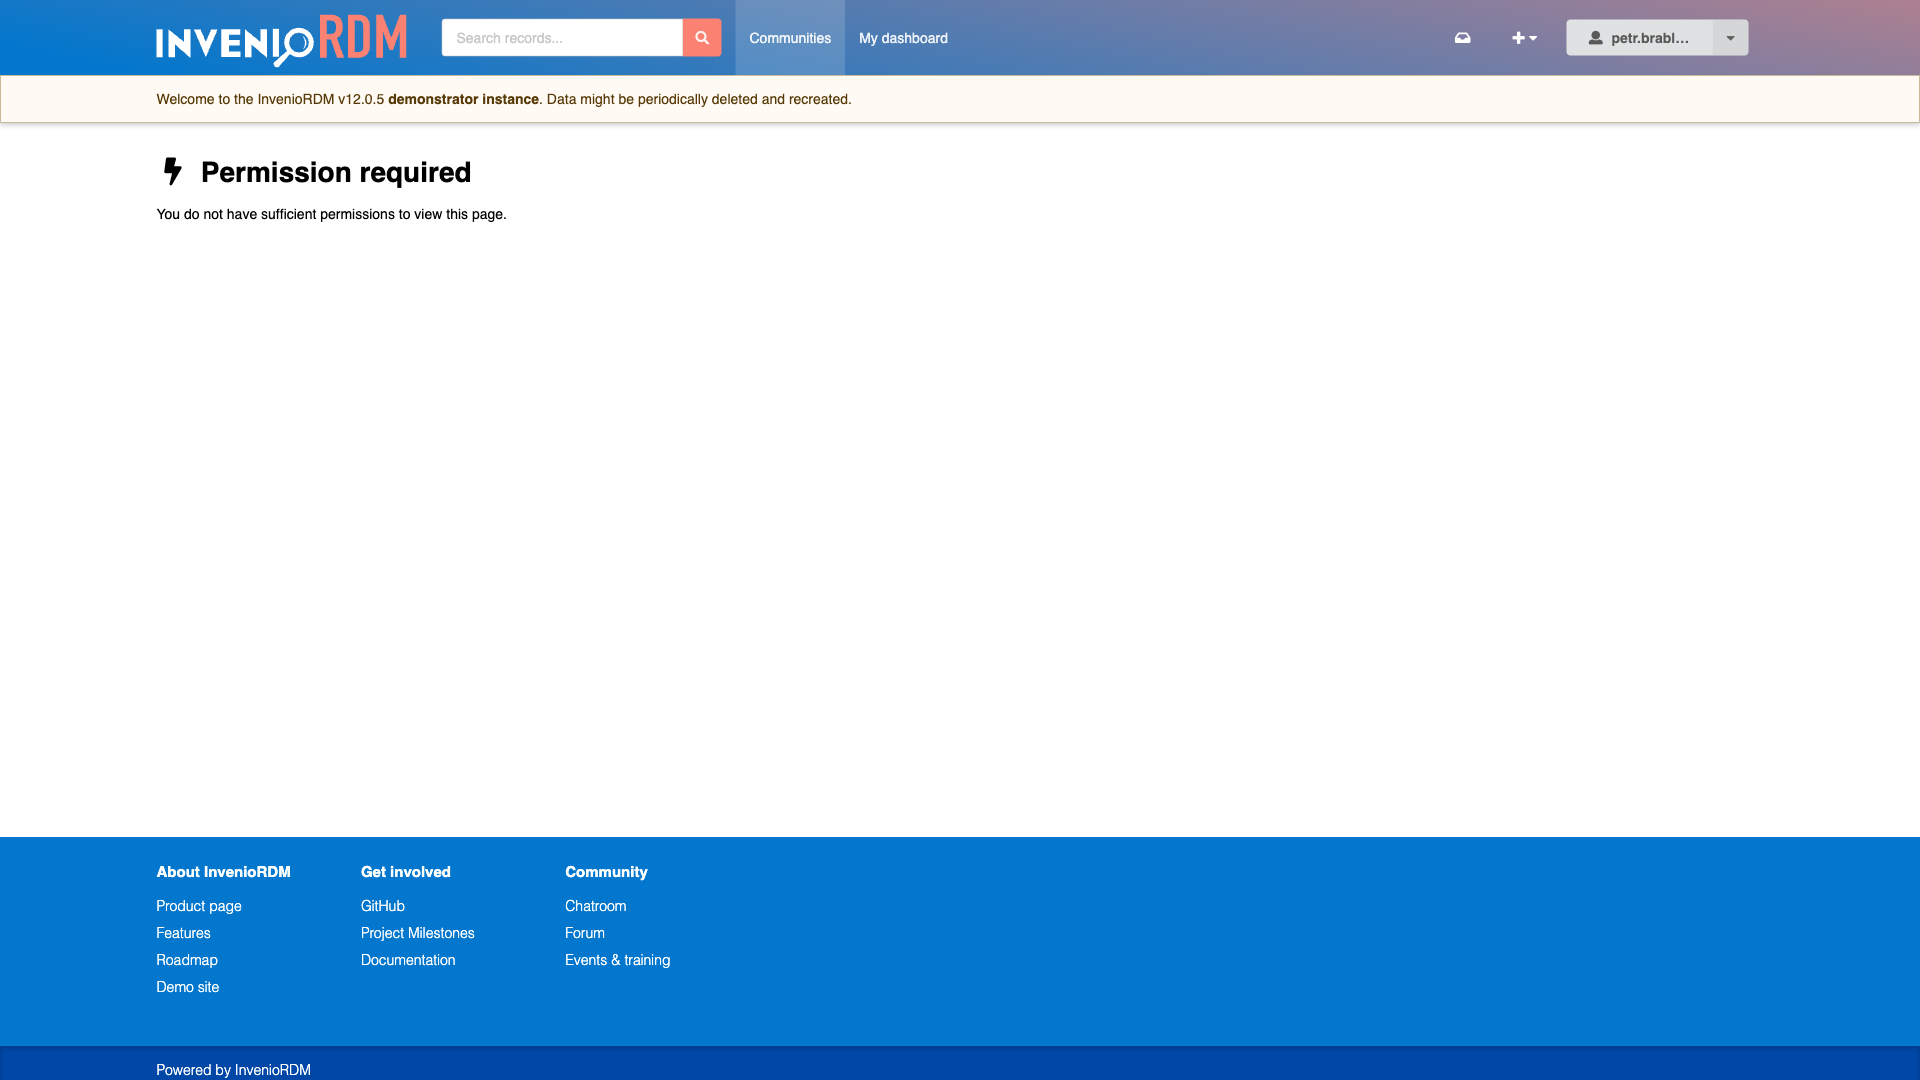 INVENIO RDM
Search records...
Communities
My dashboard
petr.brabl...
Welcome to the InvenioRDM v12.0.5 demonstrator instance. Data might be periodically deleted and recreated.
Permission required
You do not have sufficient permissions to view this page.
About InvenioRDM
Product page
Features
Roadmap
Demo site
Get involved
GitHub
Project Milestones
Documentation
Community
Chatroom
Forum
Events & training
Powered by InvenioRDM